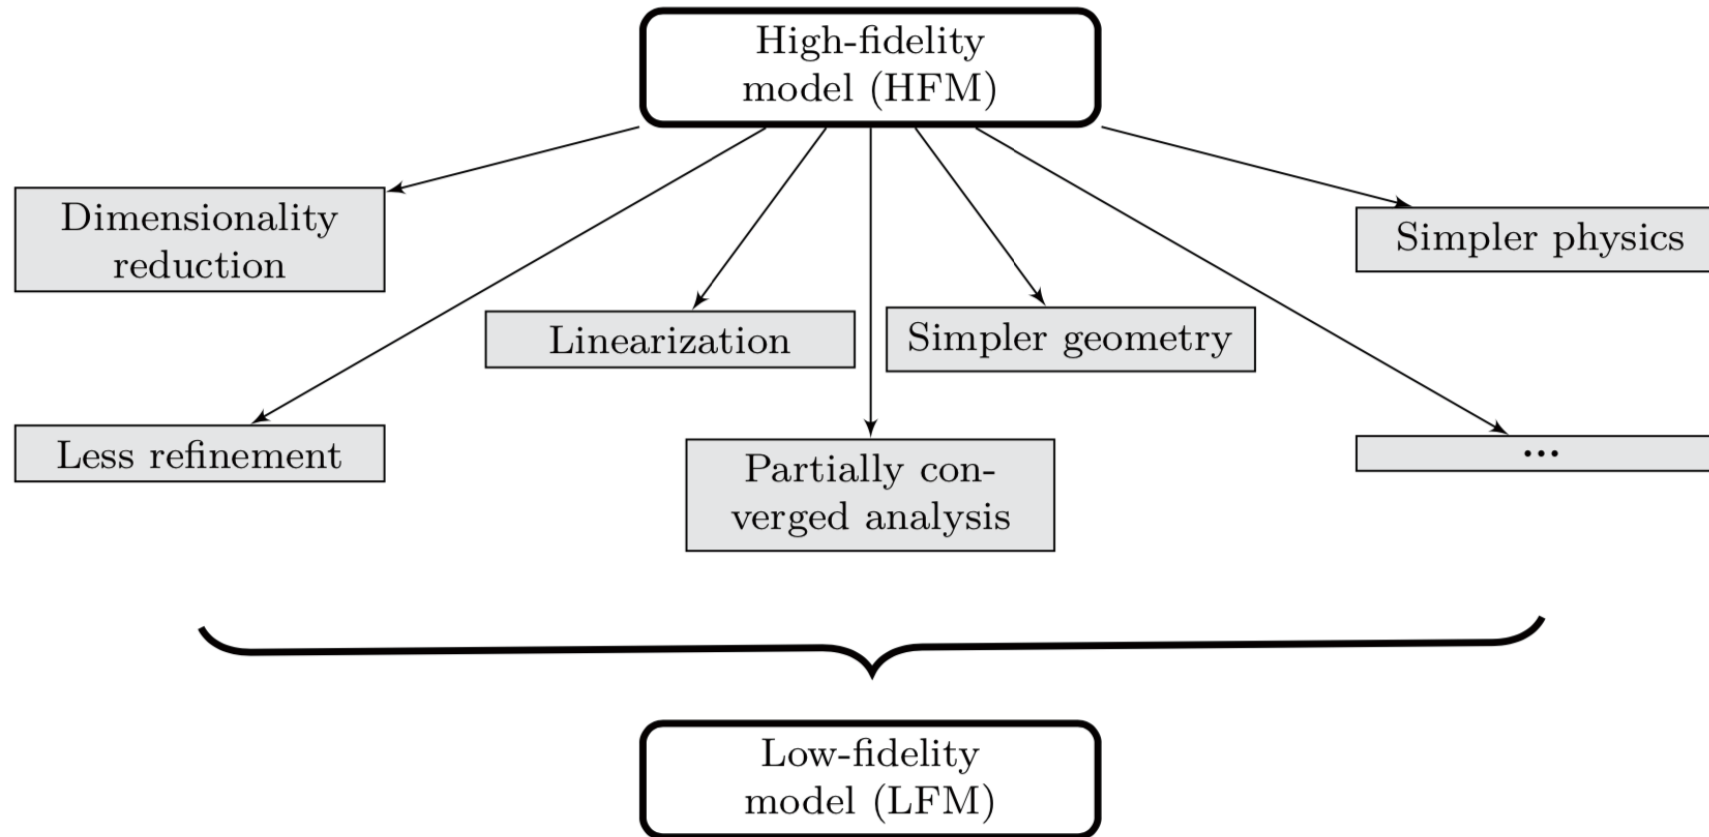 High-fidelity
model (HFM)
Dimensionality
reduction
Simpler physics
Linearization
Simpler geometry
Less refinement
Partially con-
verged analysis
...
Low-fidelity
model (LFM)